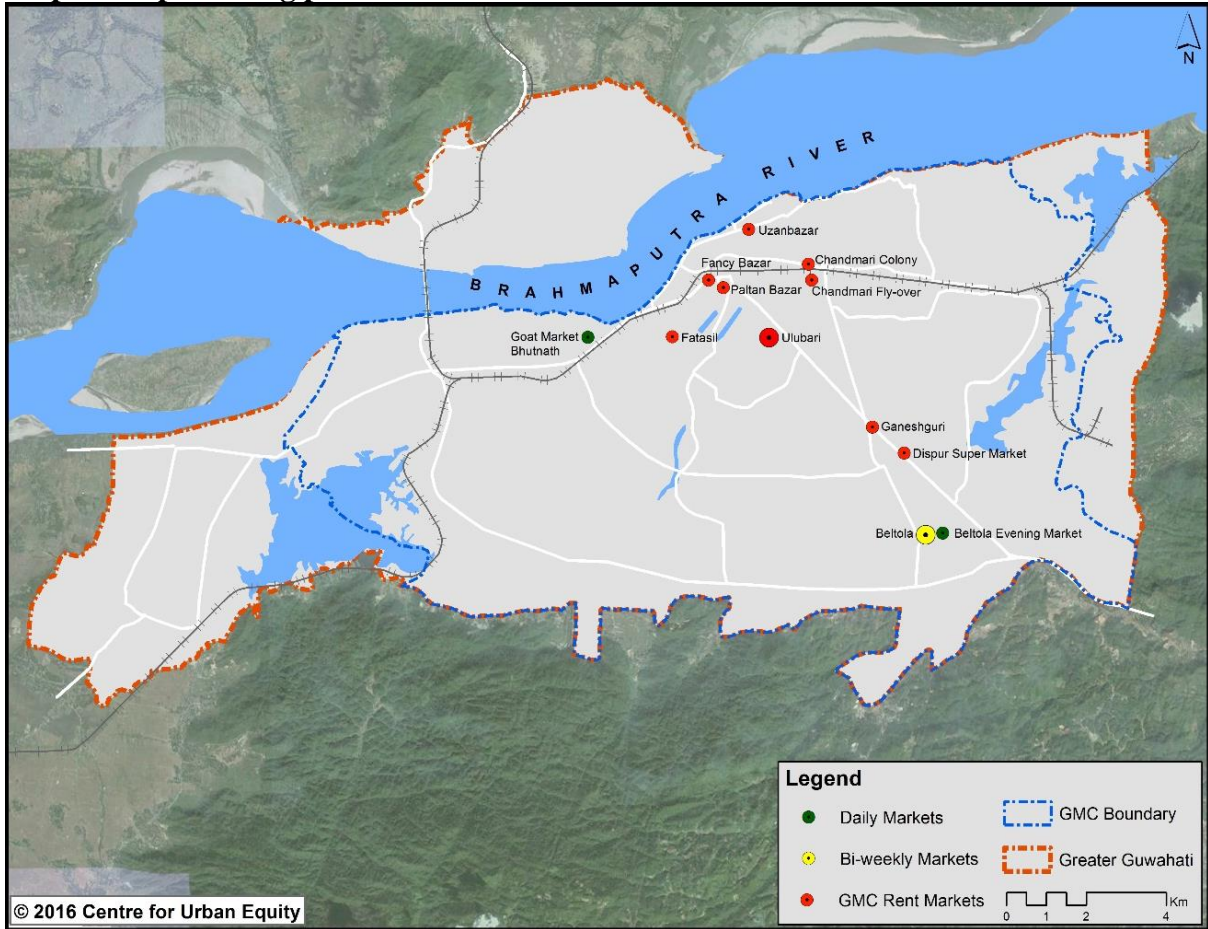 N
BRAHMAPUTRA RIVER
Uzanbazar
Chandmari Colony
Fancy Bazar
Chandmari Fly-over
Paltan Bazar
Goat Market
Bhutnath
Fatasil
Ulubari
Ganeshguri
Dispur Super Market
Beltola
Beltola Evening Market
Legend
Daily Markets
GMC Boundary
Bi-weekly Markets
Greater Guwahati
GMC Rent Markets
Km
0 1 2 4
© 2016 Centre for Urban Equity